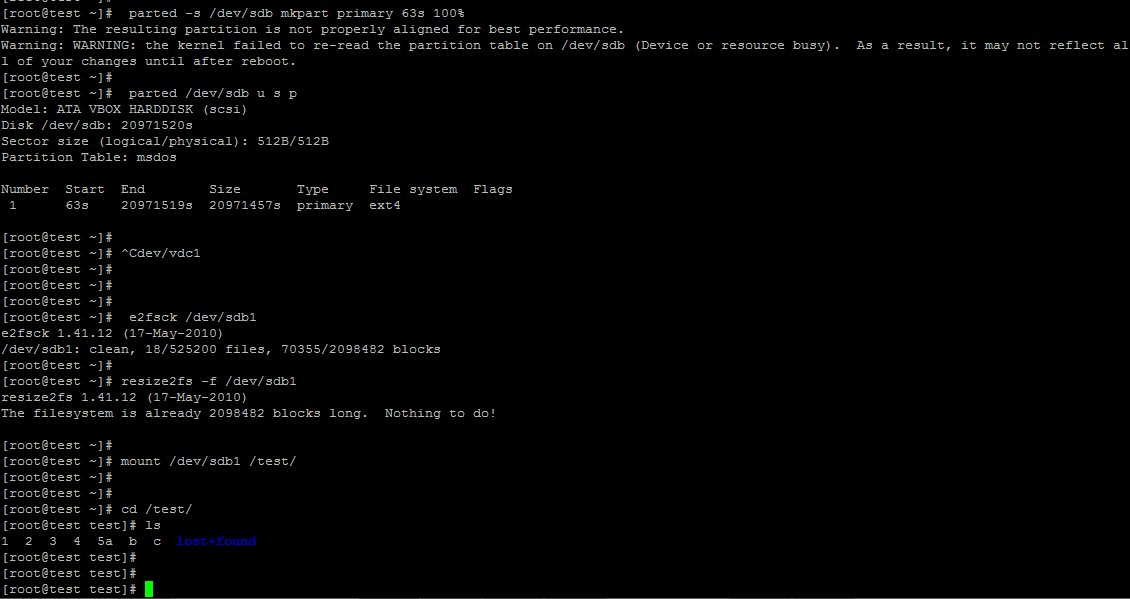 [root@test ~]#
[root@test ~]#  parted -s /dev/sdb mkpart primary 63s 100%
Warning: The resulting partition is not properly aligned for best performance.
Warning: WARNING: the kernel failed to re-read the partition table on /dev/sdb (Device or resource busy).  As a result, it may not reflect al
l of your changes until after reboot.
[root@test ~]#
[root@test ~]#  parted /dev/sdb u s p
Model: ATA VBOX HARDDISK (scsi)
Disk /dev/sdb: 20971520s
Sector size (logical/physical): 512B/512B
Partition Table: msdos

Number  Start  End        Size       Type     File system  Flags
 1      63s    20971519s  20971457s  primary  ext4

[root@test ~]#
[root@test ~]# ^Cdev/vdc1
[root@test ~]#
[root@test ~]#
[root@test ~]#
[root@test ~]#  e2fsck /dev/sdb1
e2fsck 1.41.12 (17-May-2010)
/dev/sdb1: clean, 18/525200 files, 70355/2098482 blocks
[root@test ~]#
[root@test ~]# resize2fs -f /dev/sdb1
resize2fs 1.41.12 (17-May-2010)
The filesystem is already 2098482 blocks long.  Nothing to do!

[root@test ~]#
[root@test ~]# mount /dev/sdb1 /test/
[root@test ~]#
[root@test ~]#
[root@test ~]# cd /test/
[root@test test]# ls
1  2  3  4  5a  b  c  lost+found
[root@test test]#
[root@test test]#
[root@test test]#